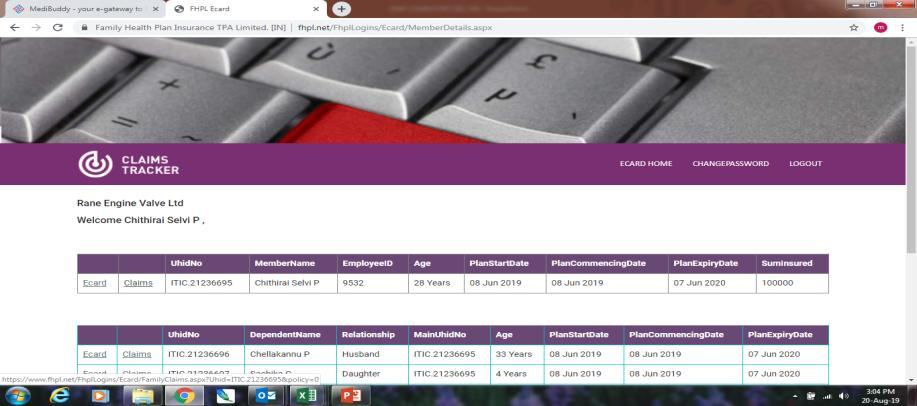 MediBuddy - your e-gateway to
FHPL Ecard
Family Health Plan Insurance TPA Limited. [IN] | fhpl.net/FhplLogins/Ecard/MemberDetails.aspx
m
CLAIMS TRACKER
ECARD HOME CHANGEPASSWORD LOGOUT
Rane Engine Valve Ltd
Welcome Chithirai Selvi P ,
UhidNo MemberName EmployeeID Age PlanStartDate PlanCommencingDate PlanExpiryDate SumInsured
Ecard Claims ITIC.21236695 Chithirai Selvi P 9532 28 Years 08 Jun 2019 08 Jun 2019 07 Jun 2020 100000
UhidNo DependentName Relationship MainUhidNo Age PlanStartDate PlanCommencingDate PlanExpiryDate
Ecard Claims ITIC.21236696 Chellakannu P Husband ITIC.21236695 33 Years 08 Jun 2019 08 Jun 2019 07 Jun 2020
Ecard Claims ITIC.21236697 Daughter ITIC.21236695 4 Years 08 Jun 2019 08 Jun 2019 07 Jun 2020
https://www.fhpl.net/FhplLogins/Ecard/FamilyClaims.aspx?Uhid=ITIC.21236695&policy=0
3:04 PM
20-Aug-19